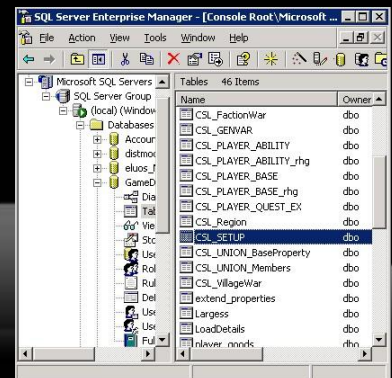 SQL Server Enterprise Manager - [Console Root\Microsoft ...
File Action View Tools Window Help
Microsoft SQL Servers
SQL Server Group
(local) (Window
Databases
Accour
distmoc
eluos_
GameD
Dia
Tal
Vie
Sto
Use
Rol
Rul
Del
Use
Use
Ful
Tables 46 Items
Name Owner
CSL_FactionWar dbo
CSL_GENVAR dbo
CSL_PLAYER_ABILITY dbo
CSL_PLAYER_ABILITY_rhg dbo
CSL_PLAYER_BASE dbo
CSL_PLAYER_BASE_rhg dbo
CSL_PLAYER_QUEST_EX dbo
CSL_Region dbo
CSL_SETUP dbo
CSL_UNION_BaseProperty dbo
CSL_UNION_Members dbo
CSL_VillageWar dbo
extend_properties dbo
Largess dbo
LoadDetails dbo
player_goods dbo